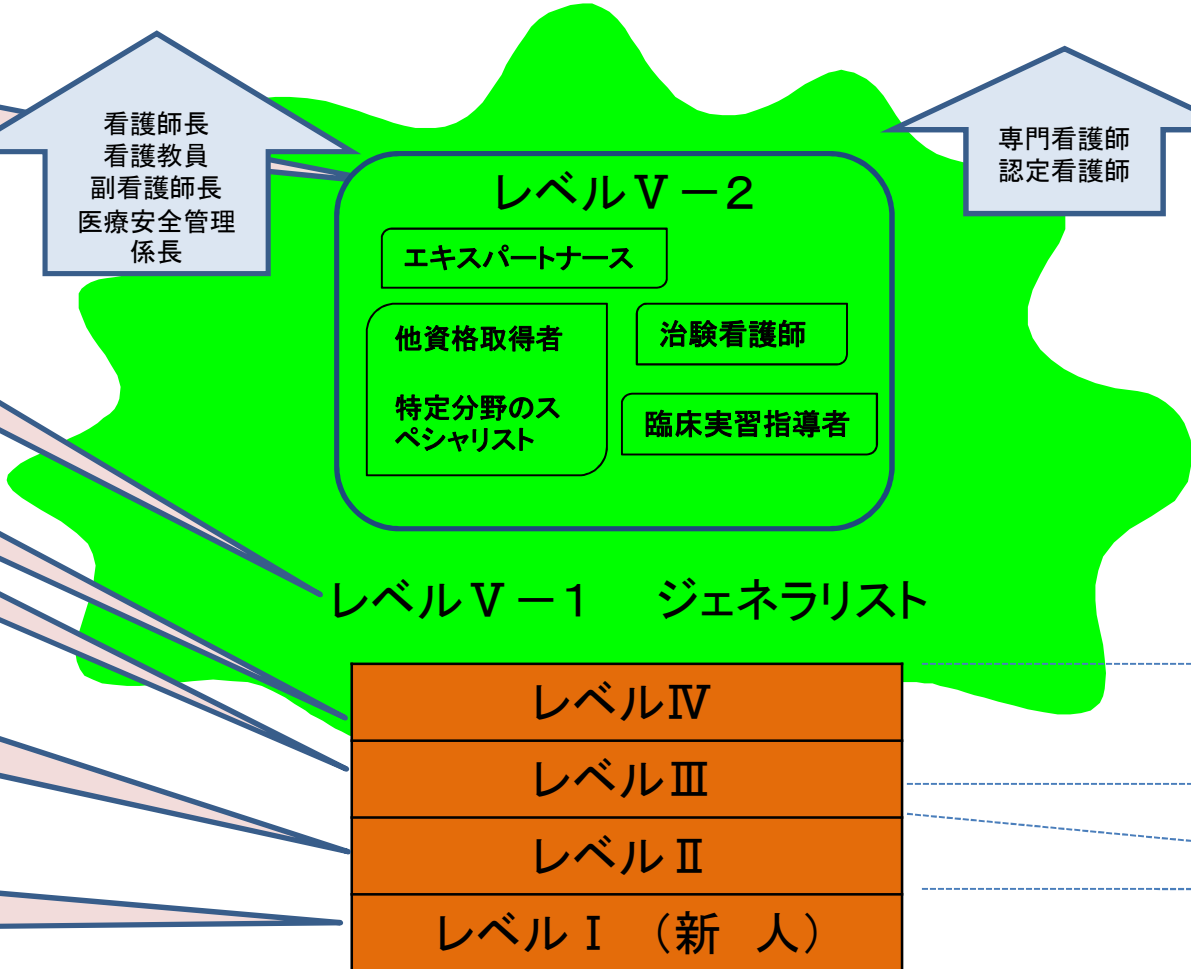 看護師長
看護教員
副看護師長
医療安全管理
係長
専門看護師
認定看護師
レベルⅤ－２
エキスパートナース
他資格取得者
特定分野のス
ペシャリスト
治験看護師
臨床実習指導者
レベルⅤ－１　ジェネラリスト
レベルⅣ
レベルⅢ
レベルⅡ
レベルⅠ　（新　人）